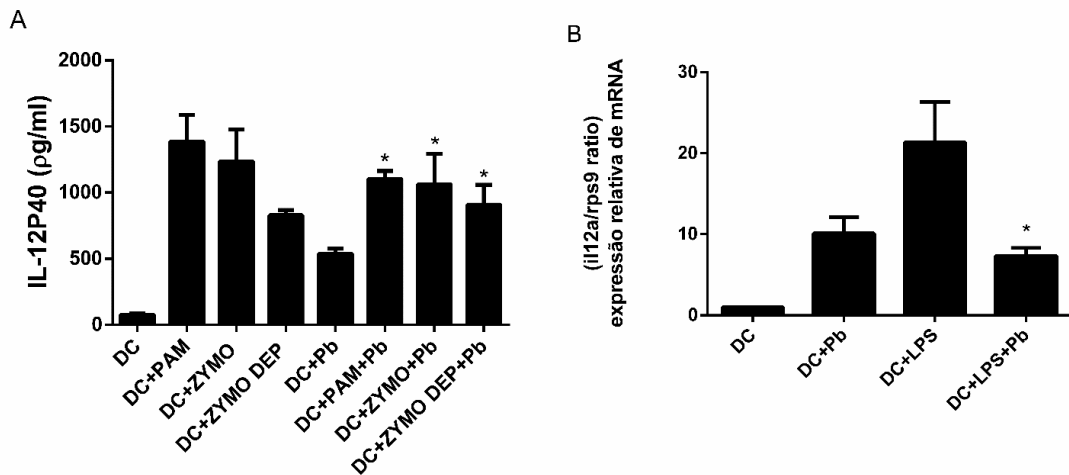 A
IL-12P40 (ρg/ml)
2000
1500
1000
500
0
* * *
DC
DC+PAM
DC+ZYMO
DC+ZYMO DEP
DC+Pb
DC+PAM+Pb
DC+ZYMO+Pb
DC+ZYMO DEP+Pb
B
(il12a/rps9 ratio)
expressão relativa de mRNA
30
20
10
0
*
DC
DC+Pb
DC+LPS
DC+LPS+Pb